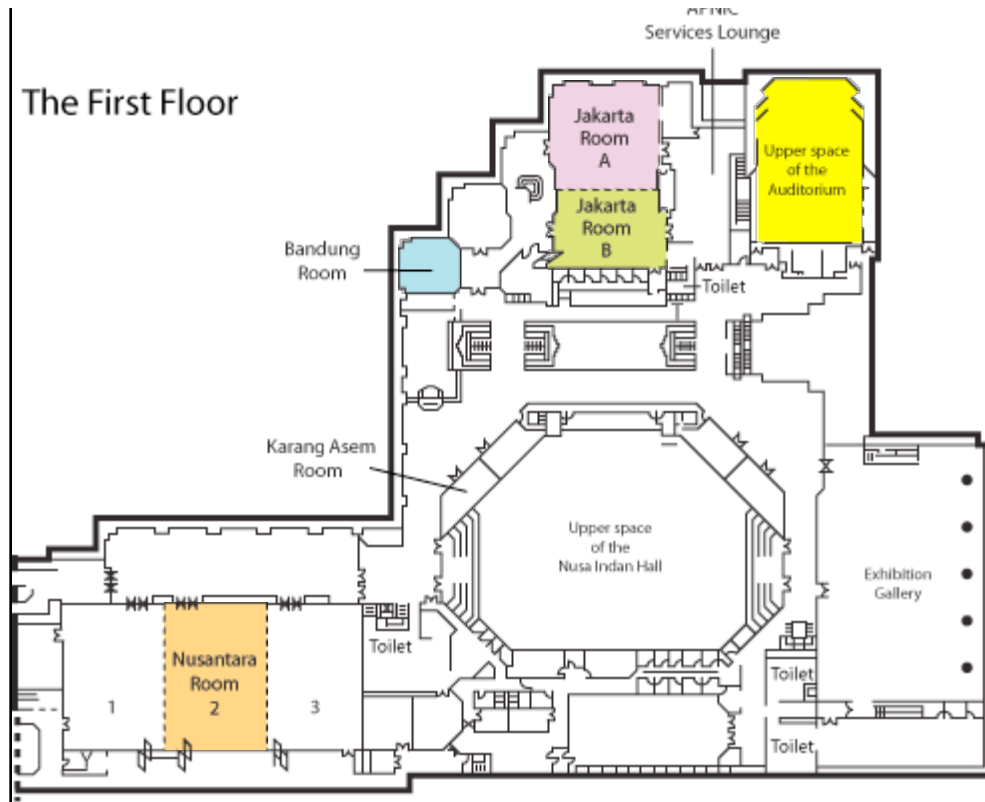 APNIC
Services Lounge
The First Floor
Jakarta
Room
A
Upper space
of the
Auditorium
Jakarta
Room
B
Bandung
Room
Toilet
Karang Asem
Room
Upper space
of the
Nusa Indan Hall
Exhibition
Gallery
Toilet
Nusantara
Room
2
1
3
Toilet
Toilet